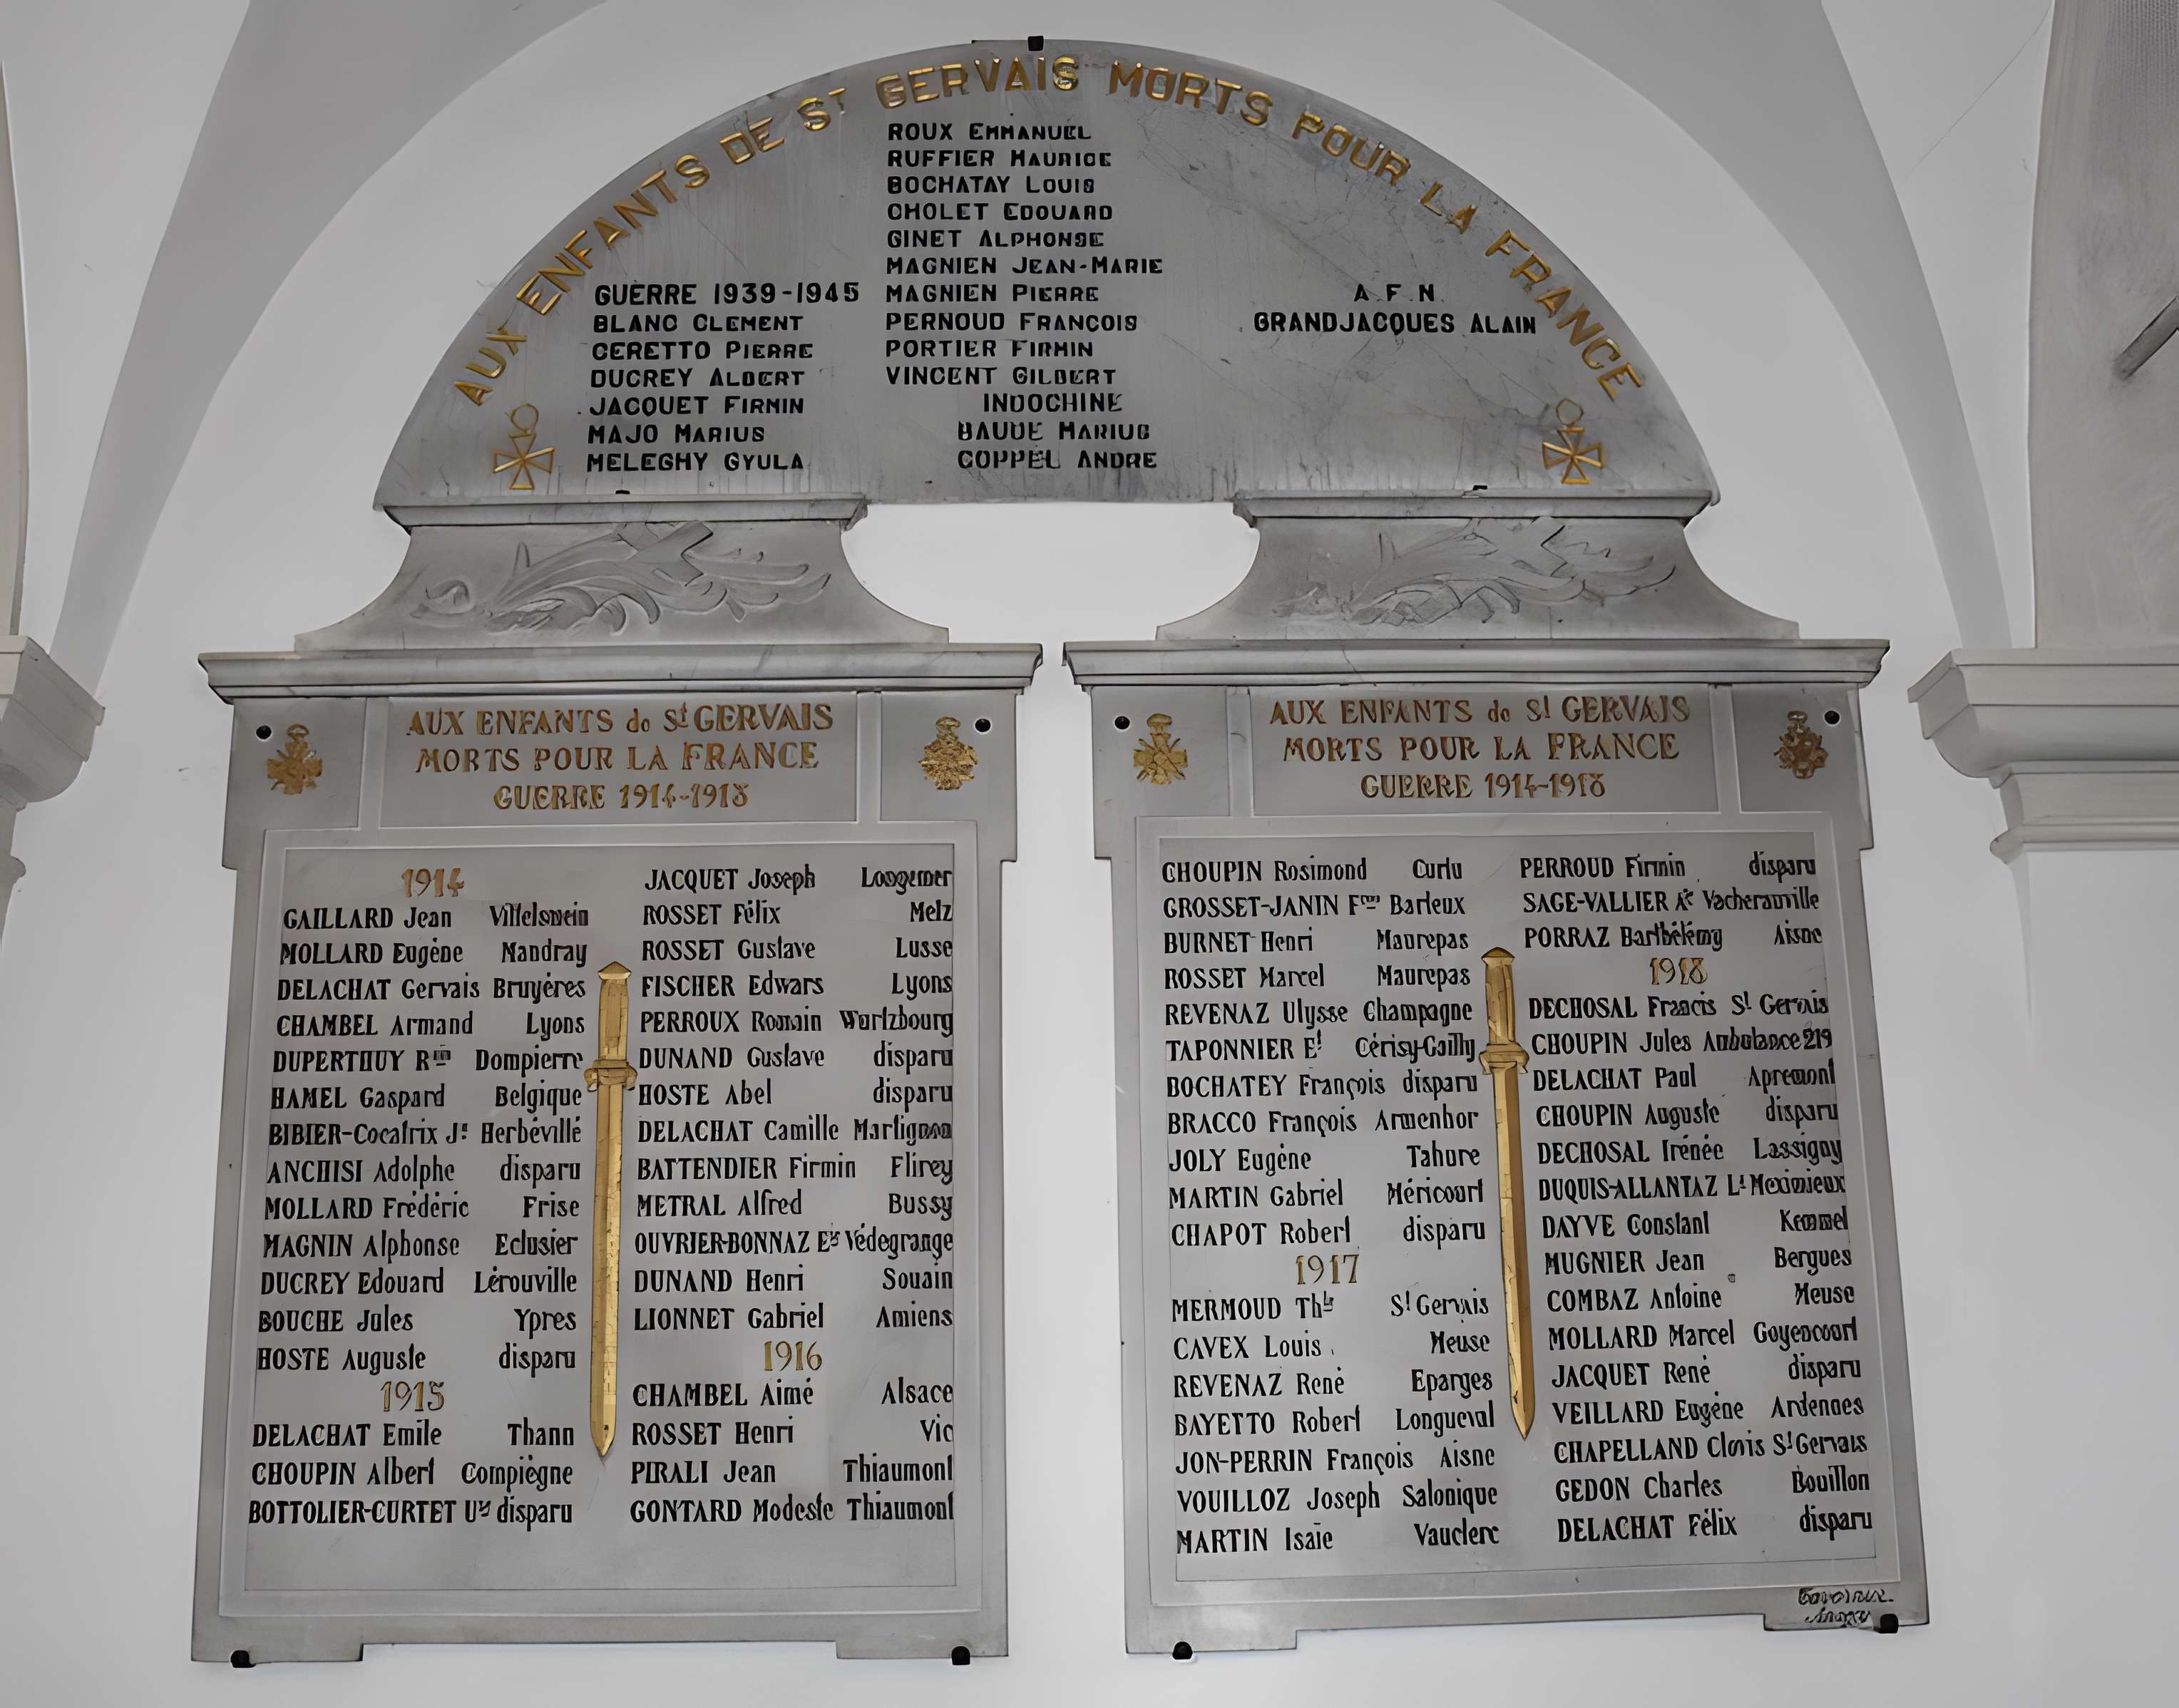 AUX ENFANTS DE ST GERVAIS MORTS POUR LA FRANCE
GUERRE 1939-1945
BLANC CLEMENT
CERETTO PIERRE
DUCREY ALBERT
JACQUET FIRMIN
MAJO MARIUS
MELEGHY GYULA
ROUX EMMANUEL
RUFFIER MAURICE
BOCHATAY LOUIS
CHOLET EDOUARD
GINET ALPHONSE
MAGNIEN JEAN-MARIE
MAGNIEN PIERRE
PERNOUD FRANCOIS
PORTIER FIRMIN
VINCENT GILBERT
INDOCHINE
BAUDE MARIUS
COPPEL ANDRE
A.F.N.
GRANDJACQUES ALAIN
AUX ENFANTS de St GERVAIS
MORTS POUR LA FRANCE
GUERRE 1914-1918
1914
GAILLARD Jean
MOLLARD Eugène Mandray
DELACHAT Gervais Bruyéres
CHAMBEL Armand Lyons
DUPERTHUY Rin Dompierre
HAMEL Gaspard Belgique
BIBIER-Cocatrix Jn Herbévillé
ANCHISI Adolphe disparu
MOLLARD Fréderic Frise
MAGNIN Alphonse Eclusier
DUCREY Edouard Lérouville
BOUCHE Jules Ypres
HOSTE Auguste disparu
1915
DELACHAT Emile Thann
CHOUPIN Albert Compiègne
BOTTOLIER-CURTET disparu
JACQUET Joseph Longemer
ROSSET Félix Metz
ROSSET Gustave Lusse
FISCHER Edwars Lyons
PERROUX Romain Wurtzbourg
DUNAND Gustave disparu
HOSTE Abel disparu
DELACHAT Camille
BATTENDIER Firmin Flirey
METRAL Alfred Bussy
OUVRIER-BONNAZ Védegrange
DUNAND Henri Souain
LIONNET Gabriel Amiens
1916
CHAMBEL Aimé Alsace
ROSSET Henri Vic
PIRALI Jean Thiaumont
GONTARD Modeste Thiaumont
AUX ENFANTS de St GERVAIS
MORTS POUR LA FRANCE
GUERRE 1914-1918
CHOUPIN Rosimond Curlu
GROSSET-JANIN Barleux
BURNET Henri Maurepas
ROSSET Marcel Maurepas
REVENAZ Ulysse Champagne
TAPONNIER Et Cérisy-Gailly
BOCHATEY François disparu
BRACCO François Armenhor
JOLY Eugène Tahure
MARTIN Gabriel Méricourt
CHAPOT Robert disparu
1917
MERMOUD Thle St Gervais
CAVEX Louis Meuse
REVENAZ René Eparges
BAYETTO Robert Longueval
JON-PERRIN François Aisne
VOUILLOZ Joseph Salonique
MARTIN Isaïe Vauclerc
PERROUD Firmin disparu
SAGE-VALLIER Vacherauville
PORRAZ Barthélémy Aisne
1918
DECHOSAL Francis St Gervais
CHOUPIN Jules Ambulance 219
DELACHAT Paul Apremont
CHOUPIN Auguste disparu
DECHOSAL Irénée Lassigny
DUQUIS-ALLANTAZ Lt Meximieux
DAYVE Constant Kemmel
MUGNIER Jean Bergues
COMBAZ Antoine Meuse
MOLLARD Marcel Goyencourt
JACQUET René disparu
VEILLARD Eugène Ardennes
CHAPELLAND Clovis St Gervais
GEDON Charles Bouillon
DELACHAT Félix disparu